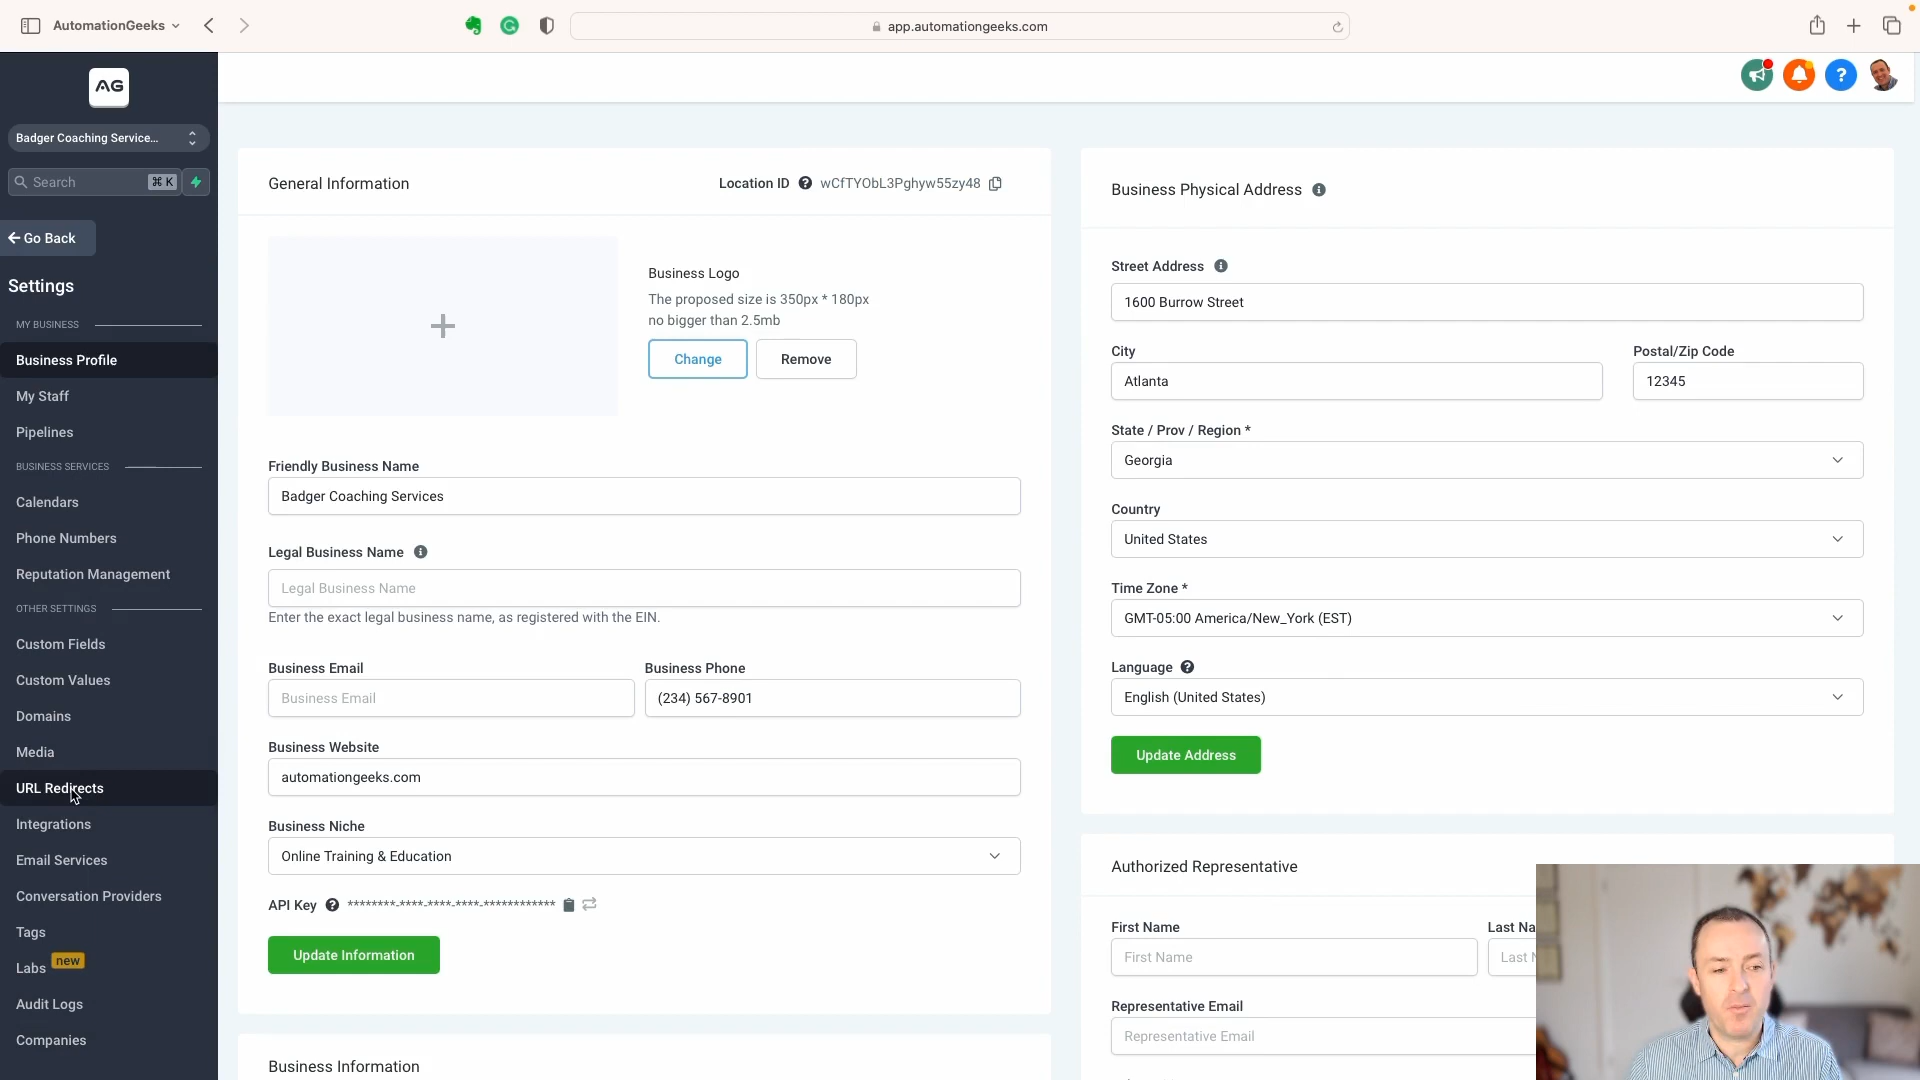 AutomationGeeks
app.automationgeeks.com
AG
Badger Coaching Service...
Search ⌘ K
Go Back
Settings
MY BUSINESS
Business Profile
My Staff
Pipelines
BUSINESS SERVICES
Calendars
Phone Numbers
Reputation Management
OTHER SETTINGS
Custom Fields
Custom Values
Domains
Media
URL Redirects
Integrations
Email Services
Conversation Providers
Tags
Labs new
Audit Logs
Companies
General Information
Location ID ? wCfTYObL3Pghyw55zy48
Business Logo
The proposed size is 350px * 180px
no bigger than 2.5mb
Change Remove
Friendly Business Name
Badger Coaching Services
Legal Business Name
Legal Business Name
Enter the exact legal business name, as registered with the EIN.
Business Email Business Phone
Business Email (234) 567-8901
Business Website
automationgeeks.com
Business Niche
Online Training & Education
API Key ? ********-****-****-****-************
Update Information
Business Information
Business Physical Address
Street Address
1600 Burrow Street
City Postal/Zip Code
Atlanta 12345
State / Prov / Region *
Georgia
Country
United States
Time Zone *
GMT-05:00 America/New_York (EST)
Language ?
English (United States)
Update Address
Authorized Representative
First Name Last Na
First Name Last N
Representative Email
Representative Email